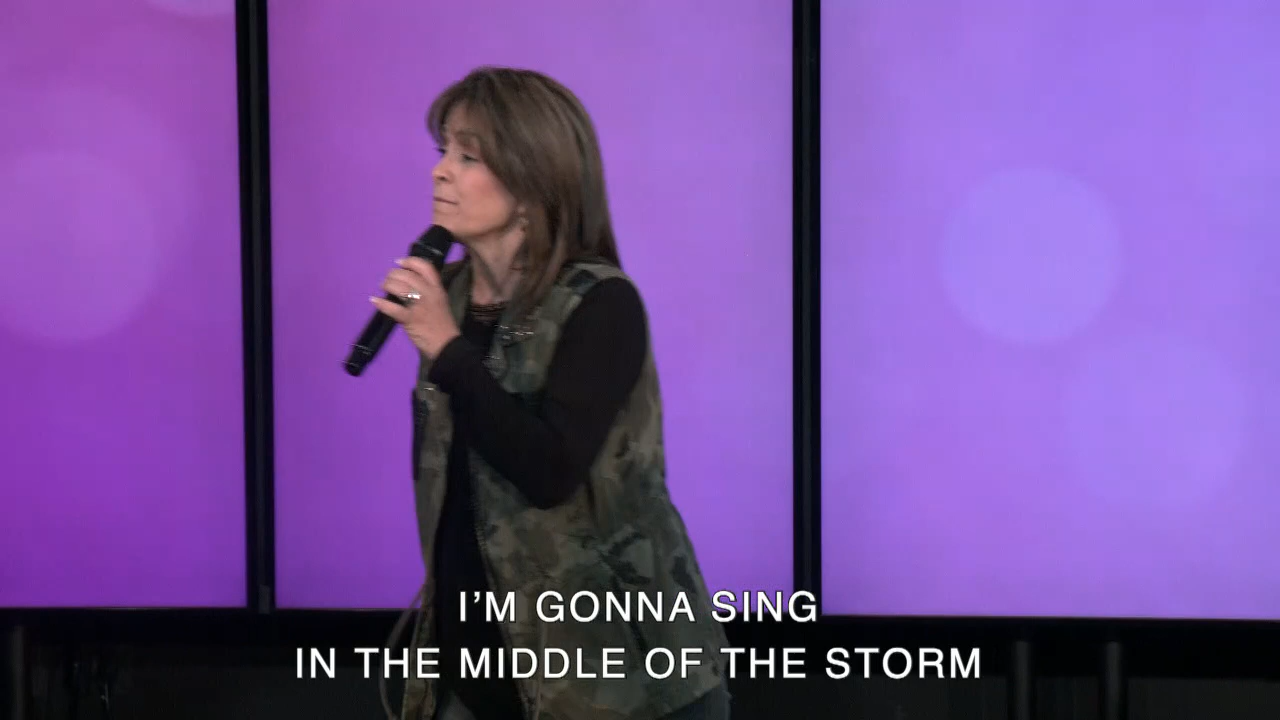 I'M GONNA SING
IN THE MIDDLE OF THE STORM